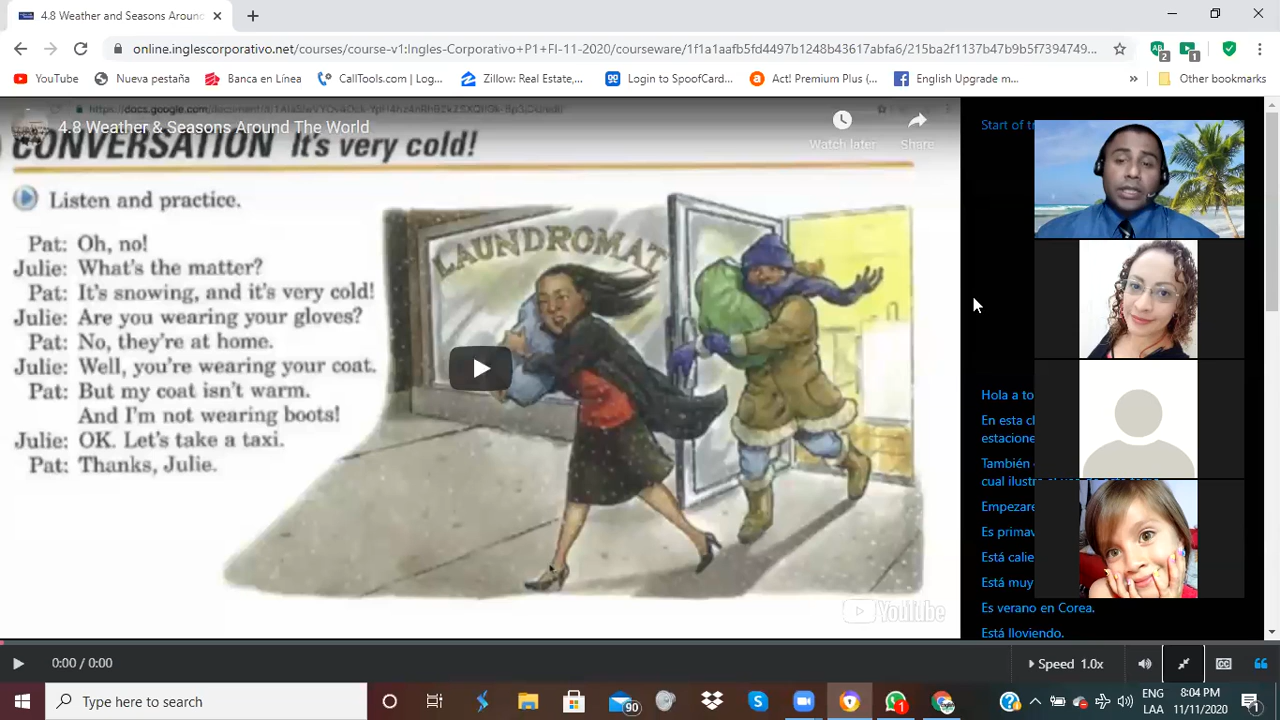 4.8 Weather and Seasons Around
online.inglescorporativo.net/courses/course-v1:Ingles-Corporativo+P1+FI-11-2020/courseware/1f1a1aafb5fd4497b1248b43617abfa6/215ba2f1137b47b9b5f7394749...
2
1
YouTube
Nueva pestaña
Banca en Línea
CallTools.com | Log...
Zillow: Real Estate,...
Login to SpoofCard...
Act! Premium Plus (...
English Upgrade m...
»
Other bookmarks
4.8 Weather & Seasons Around The World
Watch later
Share
CONVERSATION It's very cold!
Listen and practice.
Pat: Oh, no!
Julie: What's the matter?
Pat: It's snowing, and it's very cold!
Julie: Are you wearing your gloves?
Pat: No, they're at home.
Julie: Well, you're wearing your coat.
Pat: But my coat isn't warm.
And I'm not wearing boots!
Julie: OK. Let's take a taxi.
Pat: Thanks, Julie.
LAUNDROMAT
YouTube
Start of
Hola a to
En esta
estacione
También
Empezar
Es primav
Está calie
Está muy
Es verano en Corea.
Está lloviendo.
0:00 / 0:00
Speed 1.0x
Type here to search
90
1
ENG
LAA
8:04 PM
11/11/2020
1